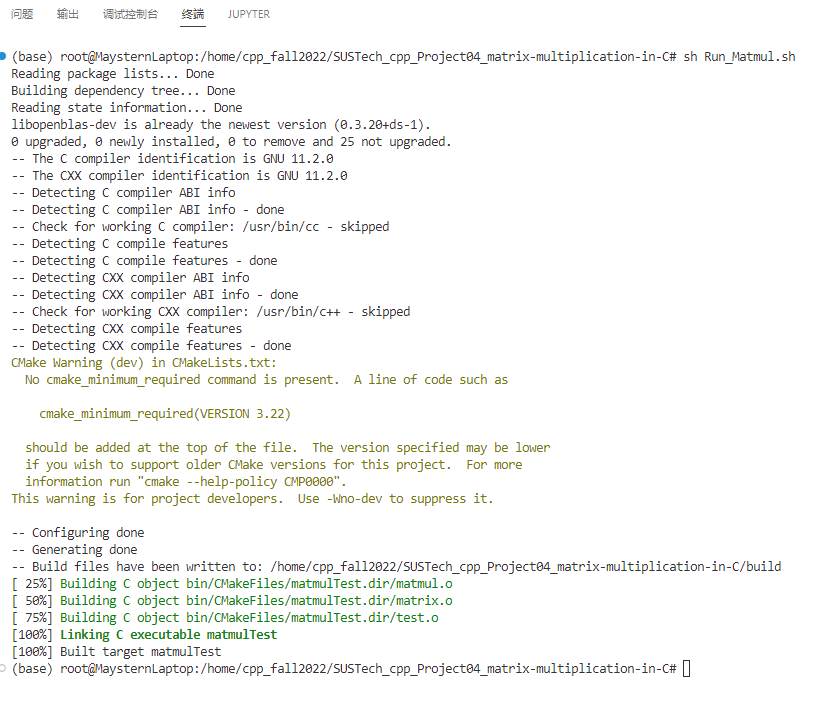 问题 输出 调试控制台 终端 JUPYTER
(base) root@MaysternLaptop:/home/cpp_fall2022/SUSTech_cpp_Project04_matrix-multiplication-in-C# sh Run_Matmul.sh
Reading package lists... Done
Building dependency tree... Done
Reading state information... Done
libopenblas-dev is already the newest version (0.3.20+ds-1).
0 upgraded, 0 newly installed, 0 to remove and 25 not upgraded.
-- The C compiler identification is GNU 11.2.0
-- The CXX compiler identification is GNU 11.2.0
-- Detecting C compiler ABI info
-- Detecting C compiler ABI info - done
-- Check for working C compiler: /usr/bin/cc - skipped
-- Detecting C compile features
-- Detecting C compile features - done
-- Detecting CXX compiler ABI info
-- Detecting CXX compiler ABI info - done
-- Check for working CXX compiler: /usr/bin/c++ - skipped
-- Detecting CXX compile features
-- Detecting CXX compile features - done
CMake Warning (dev) in CMakeLists.txt:
  No cmake_minimum_required command is present.  A line of code such as
    cmake_minimum_required(VERSION 3.22)
  should be added at the top of the file.  The version specified may be lower
  if you wish to support older CMake versions for this project.  For more
  information run "cmake --help-policy CMP0000".
This warning is for project developers.  Use -Wno-dev to suppress it.
-- Configuring done
-- Generating done
-- Build files have been written to: /home/cpp_fall2022/SUSTech_cpp_Project04_matrix-multiplication-in-C/build
[ 25%] Building C object bin/CMakeFiles/matmulTest.dir/matmul.o
[ 50%] Building C object bin/CMakeFiles/matmulTest.dir/matrix.o
[ 75%] Building C object bin/CMakeFiles/matmulTest.dir/test.o
[100%] Linking C executable matmulTest
[100%] Built target matmulTest
(base) root@MaysternLaptop:/home/cpp_fall2022/SUSTech_cpp_Project04_matrix-multiplication-in-C#